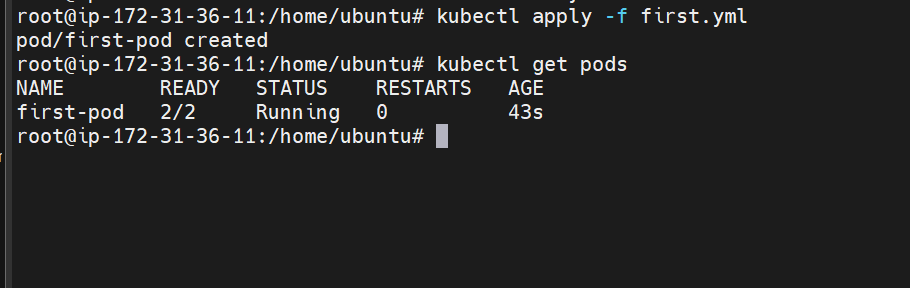 root@ip-172-31-36-11:/home/ubuntu# kubectl apply -f first.yml
pod/first-pod created
root@ip-172-31-36-11:/home/ubuntu# kubectl get pods
NAME        READY   STATUS    RESTARTS   AGE
first-pod   2/2     Running   0          43s
root@ip-172-31-36-11:/home/ubuntu#